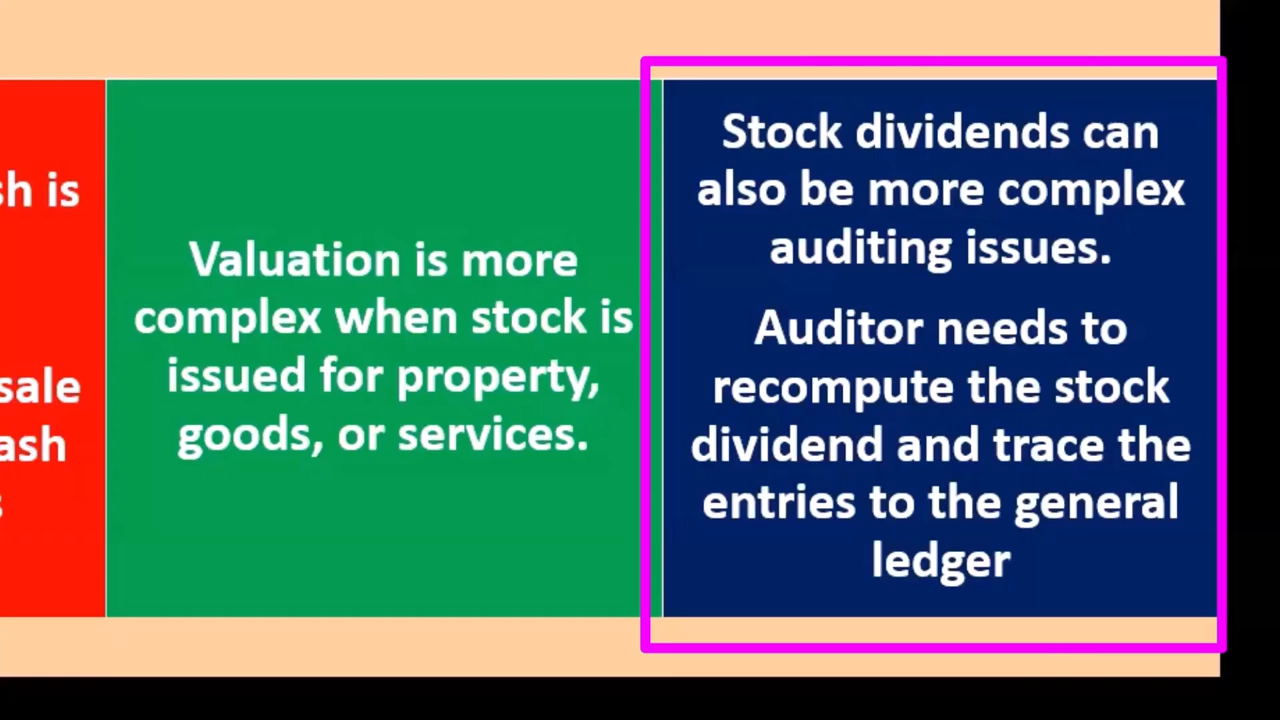 sh is
sale
ash
s
Valuation is more
complex when stock is
issued for property,
goods, or services.
Stock dividends can
also be more complex
auditing issues.
Auditor needs to
recompute the stock
dividend and trace the
entries to the general
ledger